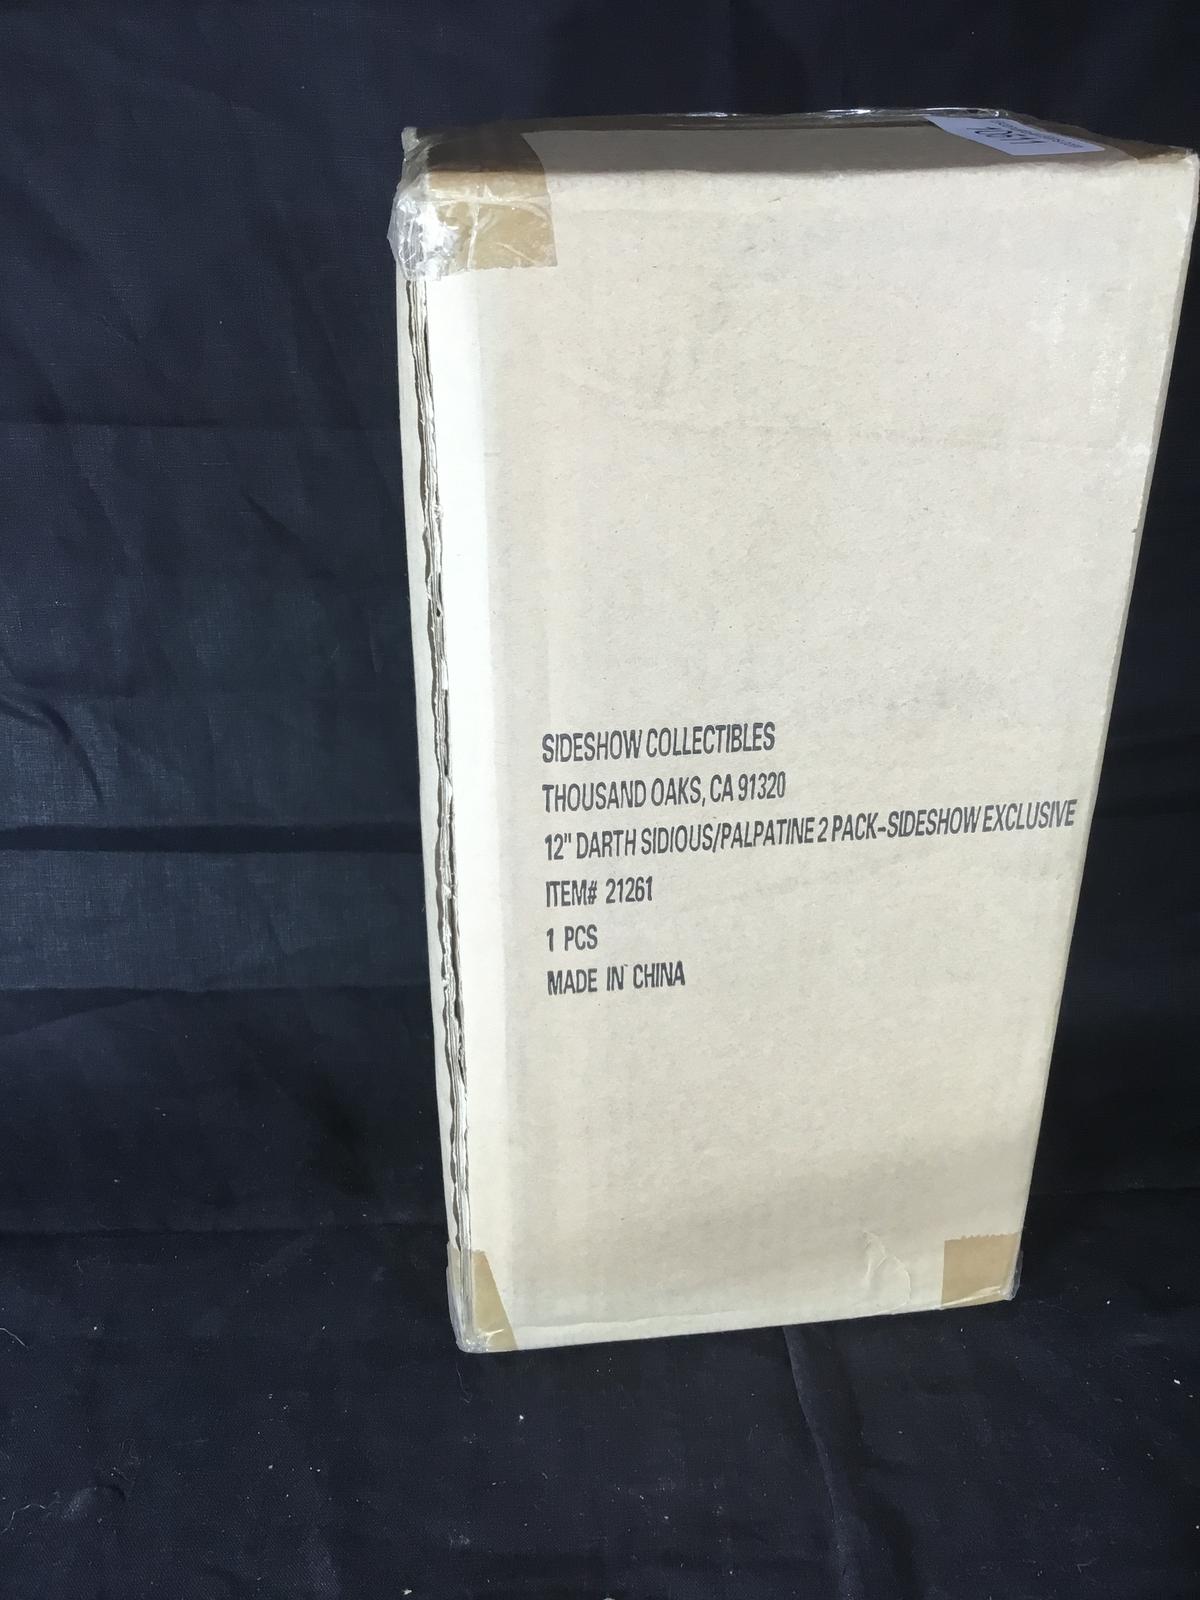 SIDESHOW COLLECTIBLES
THOUSAND OAKS, CA 91320
12" DARTH SIDIOUS/PALPATINE 2 PACK-SIDESHOW EXCLUSIVE
ITEM# 21261
1 PCS
MADE IN CHINA